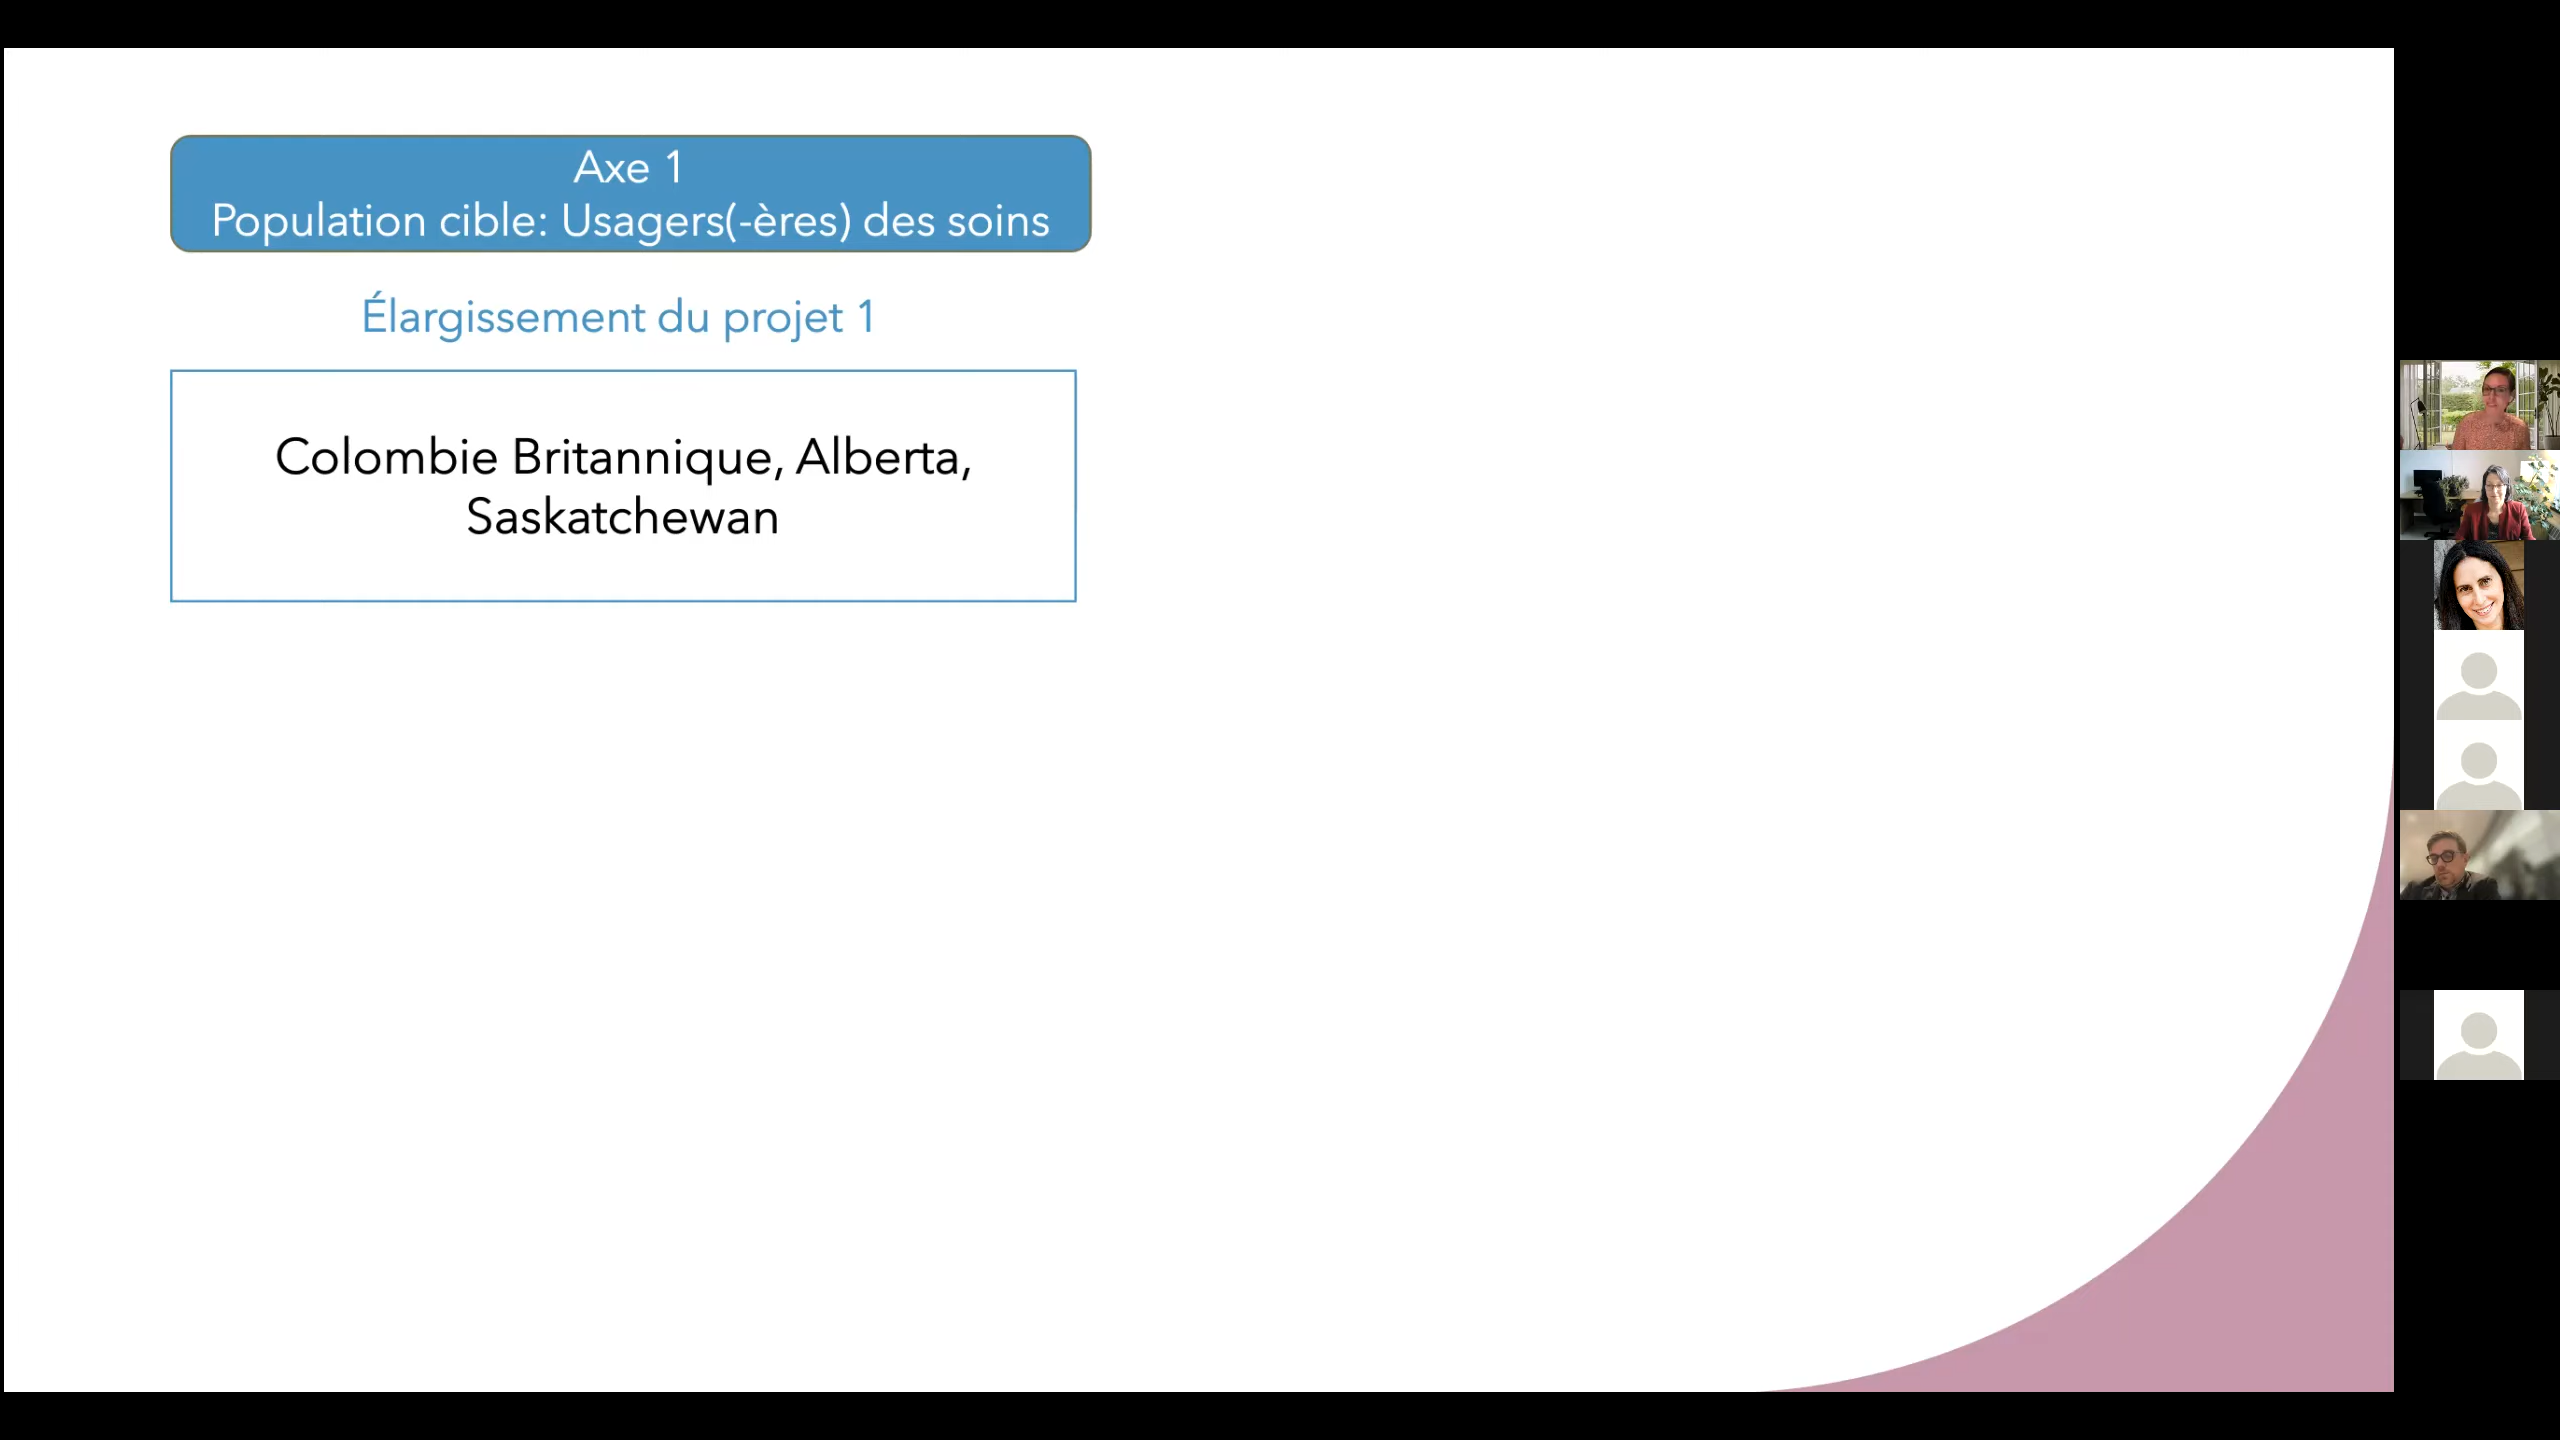 Axe 1
Population cible: Usagers(-ères) des soins
Élargissement du projet 1
Colombie Britannique, Alberta,
Saskatchewan